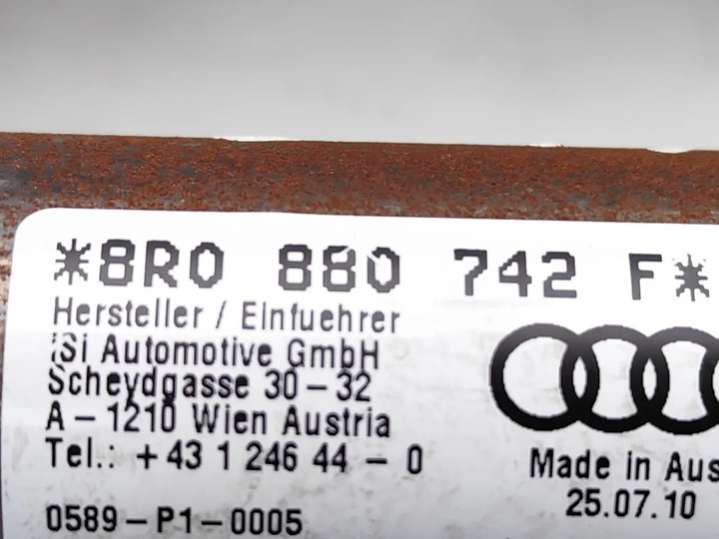 *8R0 880 742 F*
Hersteller / Einfuehrer
iSi Automotive GmbH
Scheydgasse 30 - 32
A - 1210 Wien Austria
Tel.: + 43 1 246 44 - 0
Made in Aus
25.07.10
0589-P1-0005